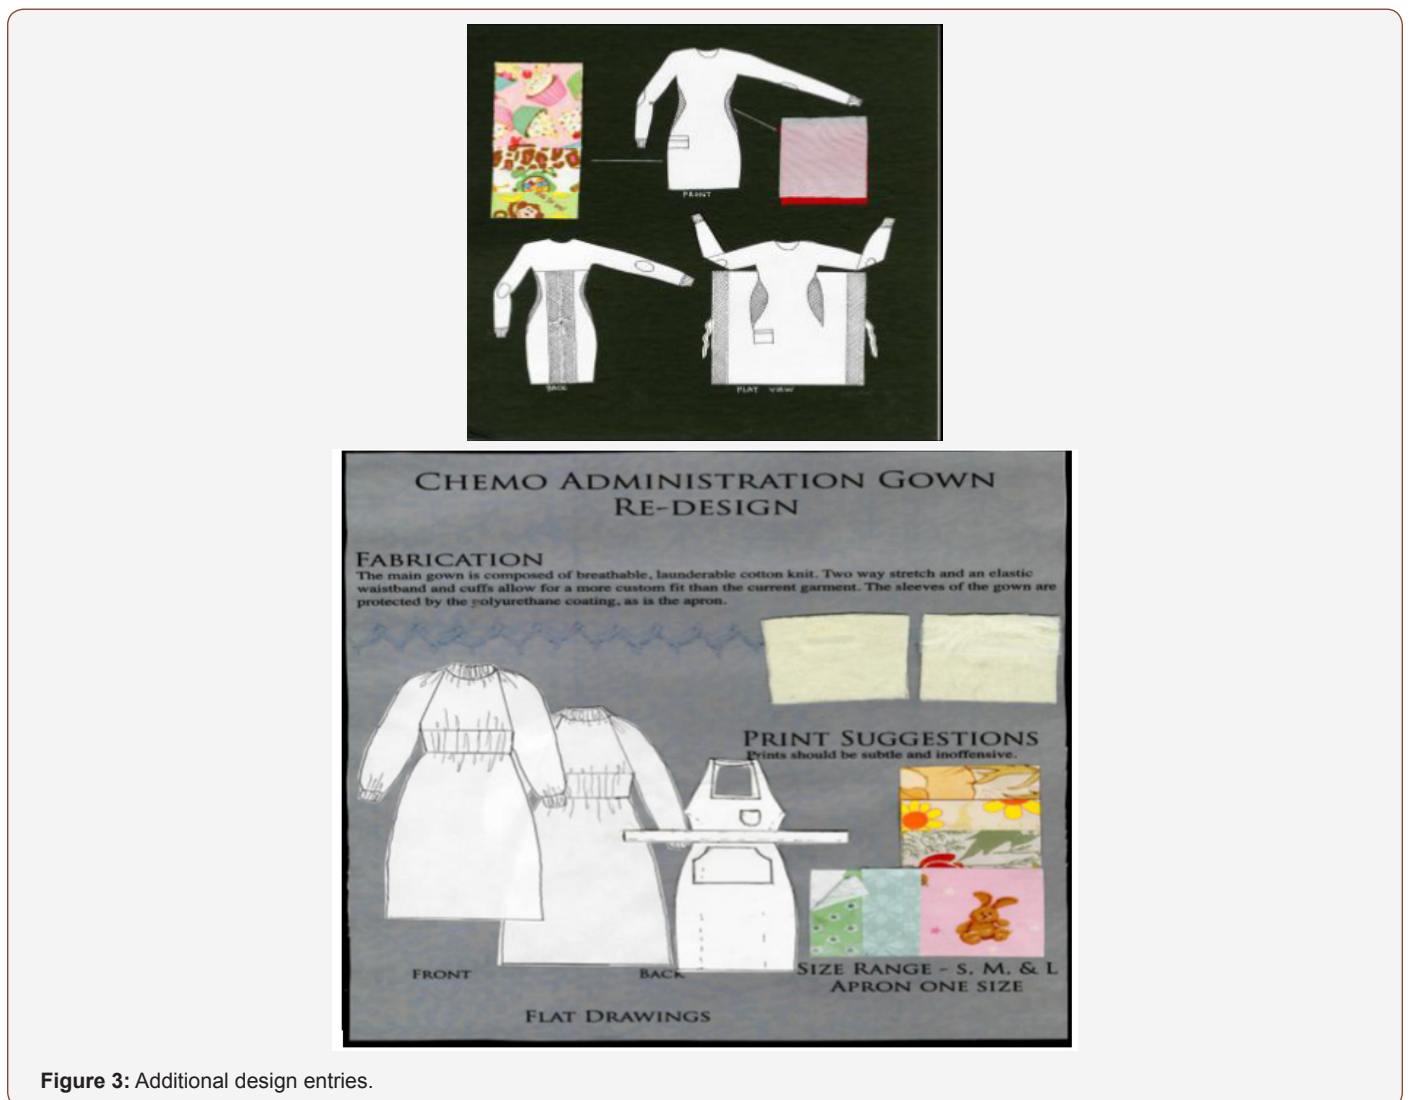 FRONT
BACK
FLAT VIEW
CHEMO ADMINISTRATION GOWN
RE-DESIGN
FABRICATION
The main gown is composed of breathable, launderable cotton knit. Two way stretch and an elastic
waistband and cuffs allow for a more custom fit than the current garment. The sleeves of the gown are
protected by the polyurethane coating, as is the apron.
PRINT SUGGESTIONS
Prints should be subtle and inoffensive.
SIZE RANGE - S, M, & L
APRON ONE SIZE
FRONT
BACK
FLAT DRAWINGS
Figure 3: Additional design entries.